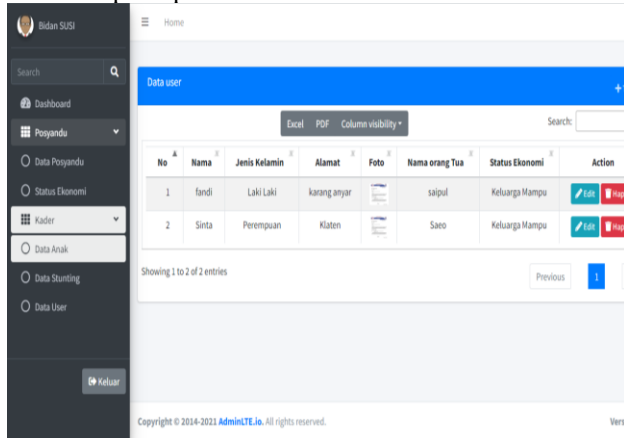 Bidan SUSI
Home
Search
Dashboard
Posyandu
Data Posyandu
Status Ekonomi
Kader
Data Anak
Data Stunting
Data User
Keluar
Data user
Excel PDF Column visibility
Search:
No Nama Jenis Kelamin Alamat Foto Nama orang Tua Status Ekonomi Action
1 fandi Laki Laki karang anyar saipul Keluarga Mampu Edit Hap
2 Sinta Perempuan Klaten Saeo Keluarga Mampu Edit Hap
Showing 1 to 2 of 2 entries
Previous 1
Copyright © 2014-2021 AdminLTE.io. All rights reserved.
Vers